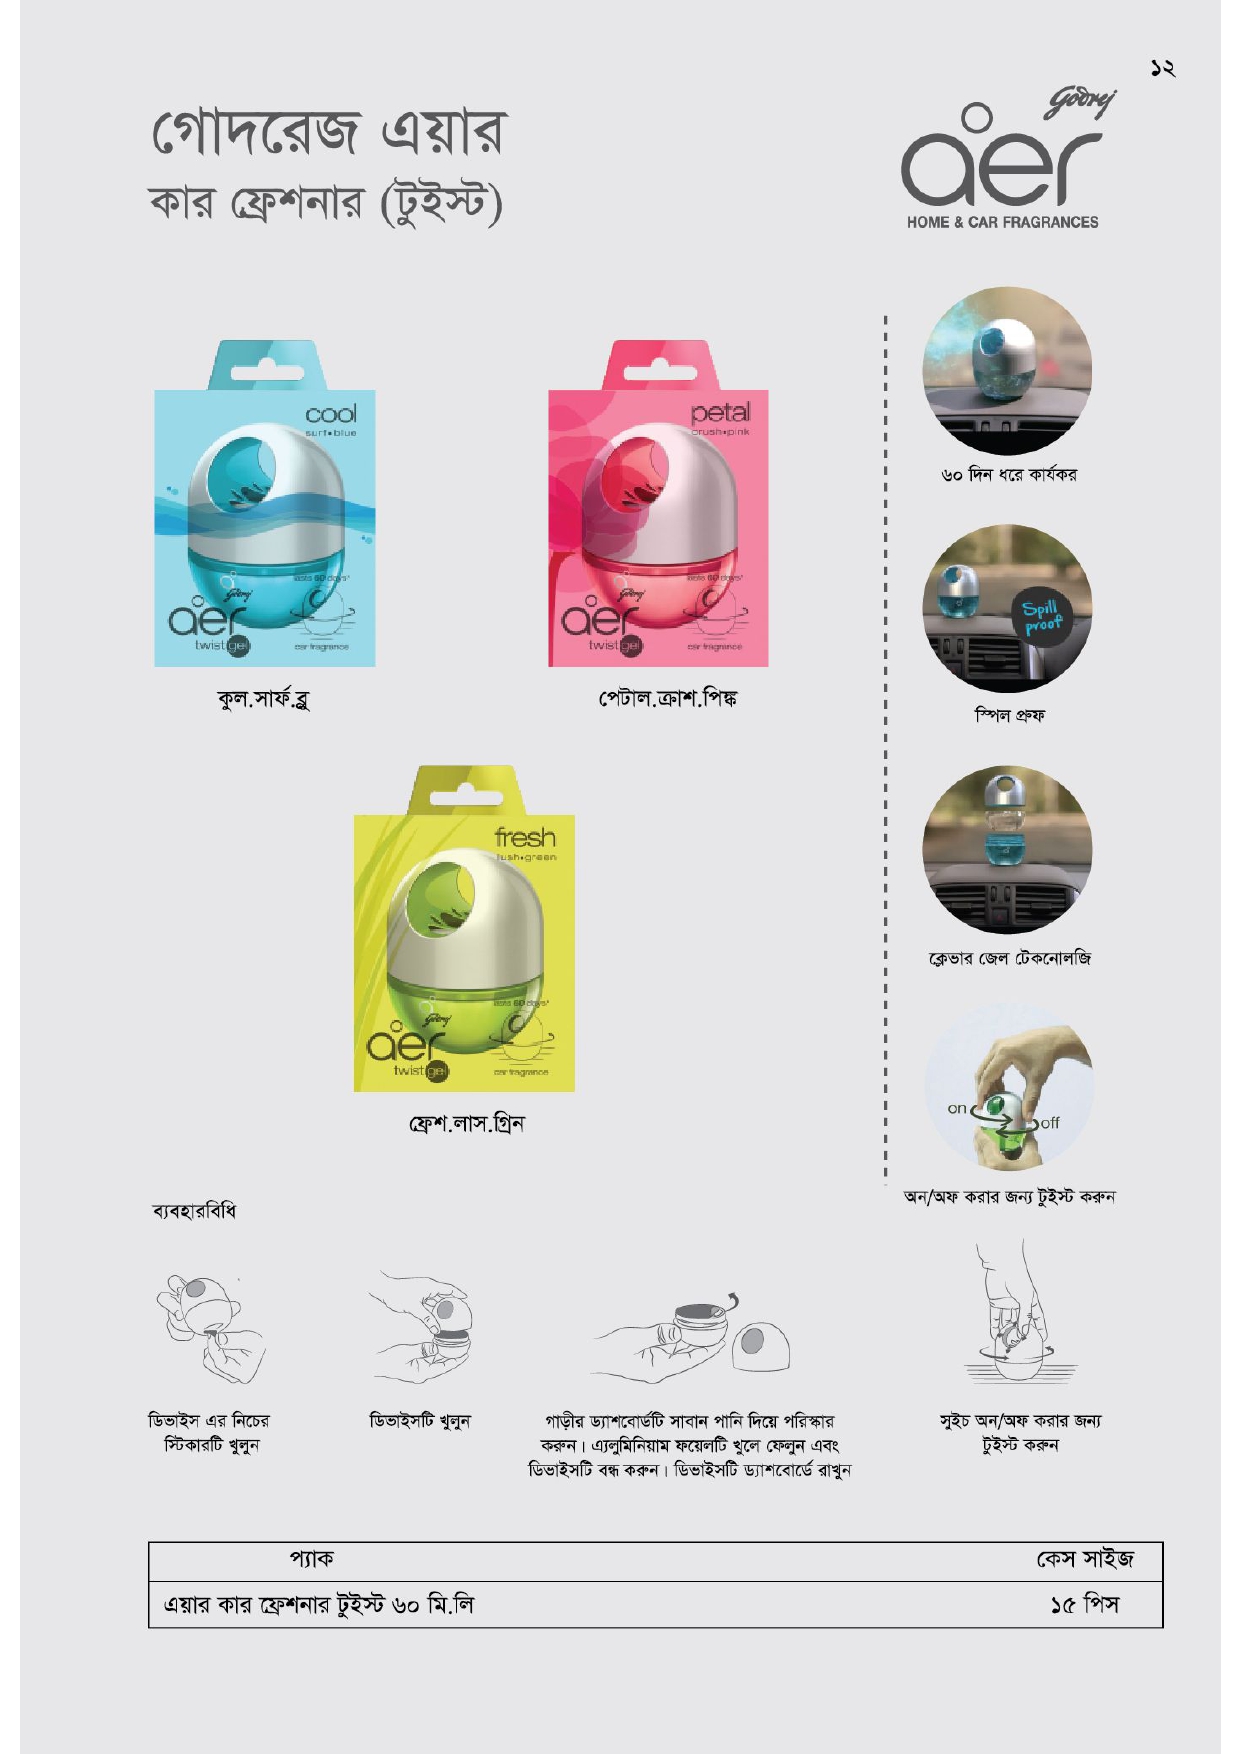 ১২
গোদরেজ এয়ার
কার ফ্রেশনার (টুইস্ট)
Godrej
aer
HOME & CAR FRAGRANCES
cool
surf•blue
lasts 60 days*
Godrej
aer
twist gel
car fragrance
কুল.সার্ফ.ব্লু
petal
crush•pink
lasts 60 days*
Godrej
aer
twist gel
car fragrance
পেটাল.ক্রাশ.পিঙ্ক
fresh
lush•green
lasts 60 days*
Godrej
aer
twist gel
car fragrance
ফ্রেশ.লাস.গ্রিন
৬০ দিন ধরে কার্যকর
Spill
proof
স্পিল প্রুফ
ক্লেভার জেল টেকনোলজি
on
off
অন/অফ করার জন্য টুইস্ট করুন
ব্যবহারবিধি
ডিভাইস এর নিচের
স্টিকারটি খুলুন
ডিভাইসটি খুলুন
গাড়ীর ড্যাশবোর্ডটি সাবান পানি দিয়ে পরিস্কার
করুন। এ্যলুমিনিয়াম ফয়েলটি খুলে ফেলুন এবং
ডিভাইসটি বন্ধ করুন। ডিভাইসটি ড্যাশবোর্ডে রাখুন
সুইচ অন/অফ করার জন্য
টুইস্ট করুন
প্যাক কেস সাইজ
এয়ার কার ফ্রেশনার টুইস্ট ৬০ মি.লি ১৫ পিস